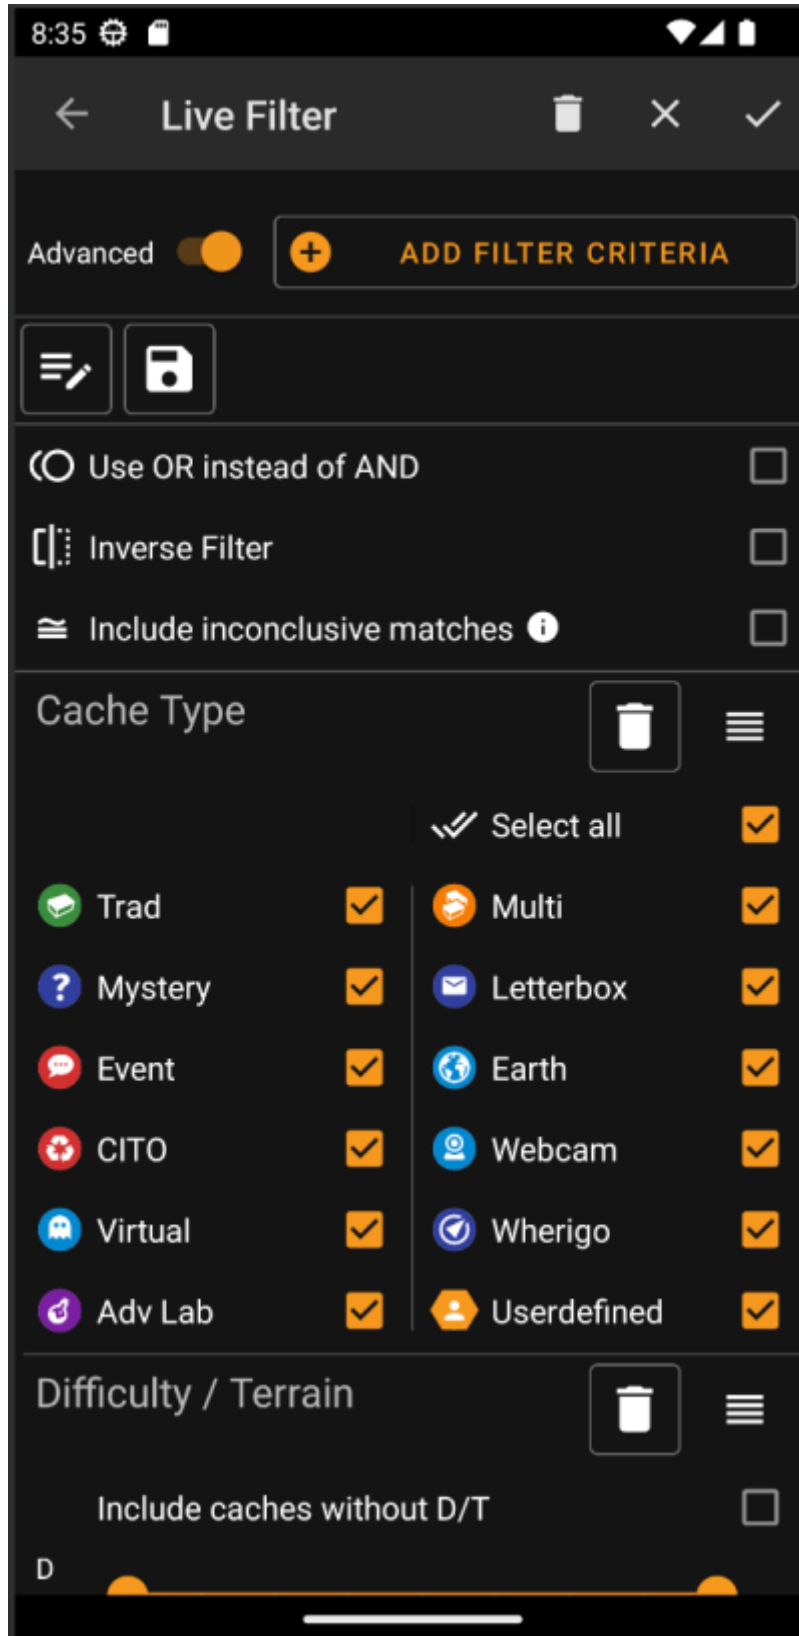 8:35
Live Filter
Advanced
ADD FILTER CRITERIA
Use OR instead of AND
Inverse Filter
Include inconclusive matches
Cache Type
Select all
Trad
Multi
Mystery
Letterbox
Event
Earth
CITO
Webcam
Virtual
Wherigo
Adv Lab
Userdefined
Difficulty / Terrain
Include caches without D/T
D